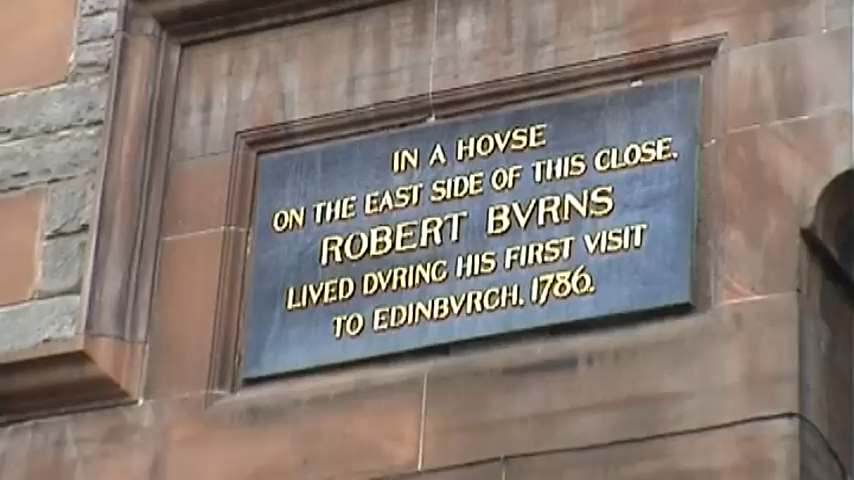 IN A HOVSE
ON THE EAST SIDE OF THIS CLOSE.
ROBERT BVRNS
LIVED DVRING HIS FIRST VISIT
TO EDINBVRGH. 1786.